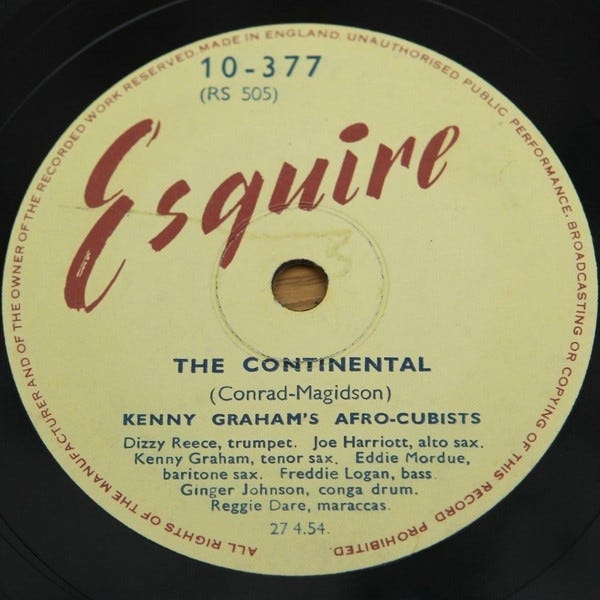 ALL RIGHTS OF THE MANUFACTURER AND OF THE OWNER OF THE RECORDED WORK RESERVED. MADE IN ENGLAND. UNAUTHORISED PUBLIC PERFORMANCE. BROADCASTING OR COPYING OF THIS RECORD PROHIBITED.
10-377
(RS 505)
Esquire
THE CONTINENTAL
(Conrad-Magidson)
KENNY GRAHAM'S AFRO-CUBISTS
Dizzy Reece, trumpet. Joe Harriott, alto sax.
Kenny Graham, tenor sax. Eddie Mordue,
baritone sax. Freddie Logan, bass.
Ginger Johnson, conga drum.
Reggie Dare, maraccas.
27 4.54.